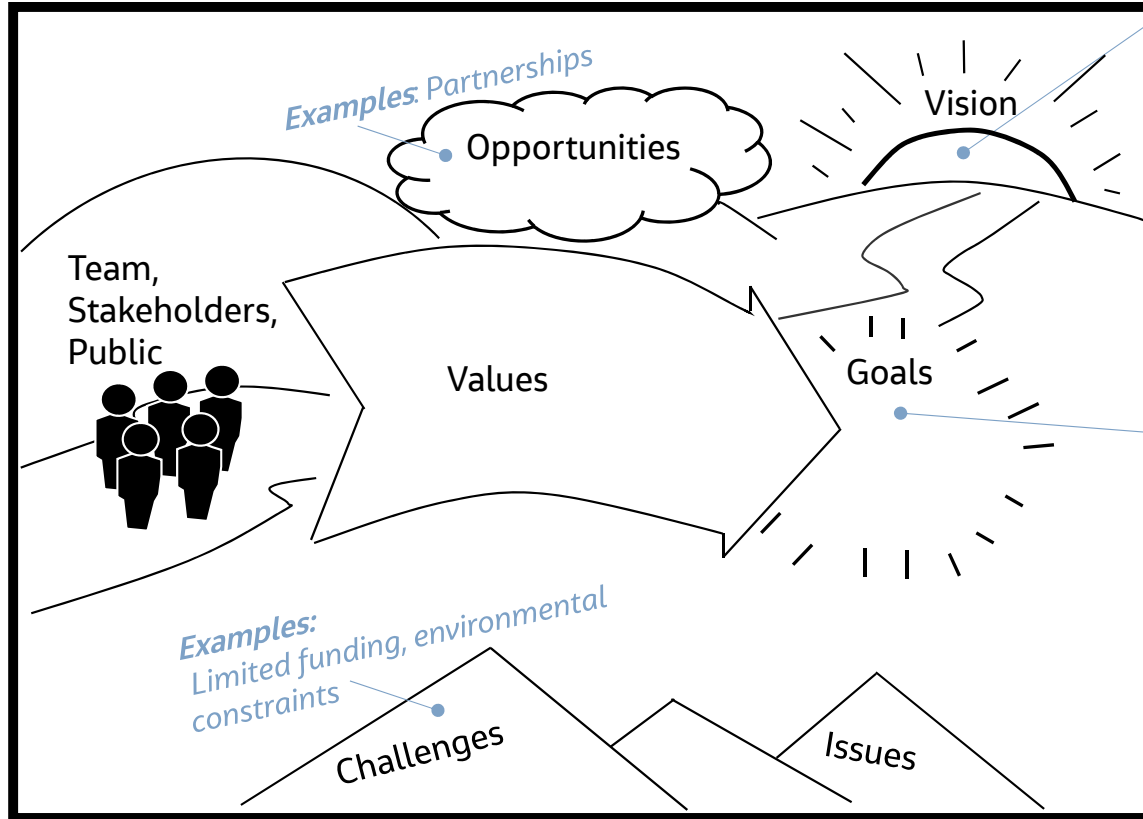 Examples: Partnerships
Opportunities
Vision
Team,
Stakeholders,
Public
Values
Goals
Examples:
Limited funding, environmental
constraints
Challenges
Issues